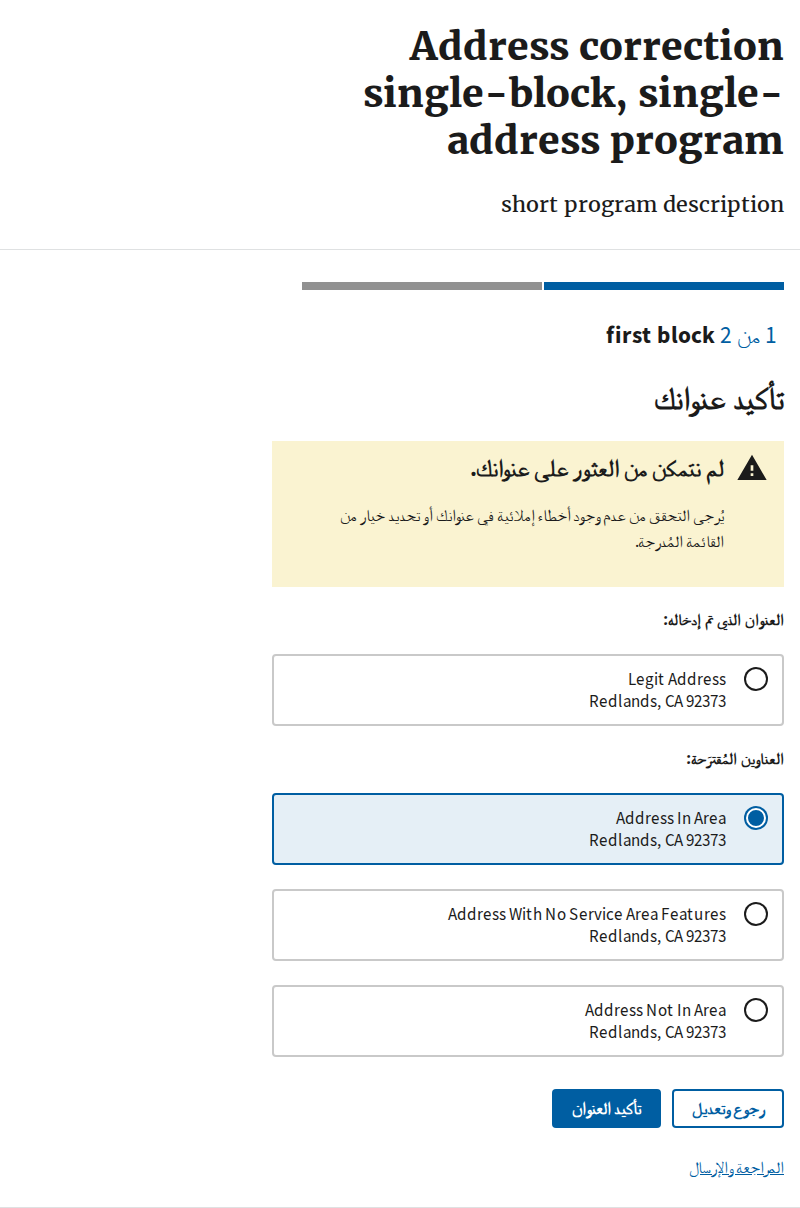 Address correction
single-block, single-
address program
short program description
1 من 2 first block
تأكيد عنوانك
لم نتمكن من العثور على عنوانك.
يُرجى التحقق من عدم وجود أخطاء إملائية في عنوانك أو تحديد خيار من
القائمة المُدرجة.
العنوان الذي تم إدخاله:
Legit Address
Redlands, CA 92373
العناوين المُقترَحة:
Address In Area
Redlands, CA 92373
Address With No Service Area Features
Redlands, CA 92373
Address Not In Area
Redlands, CA 92373
رجوع وتعديل
تأكيد العنوان
المراجعة والإرسال